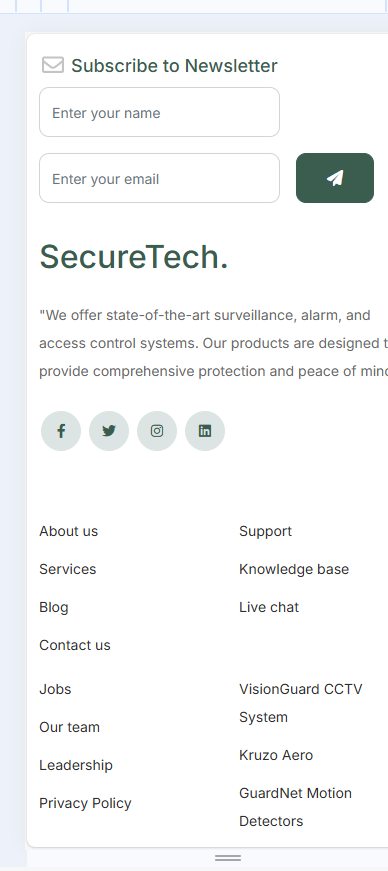 Subscribe to Newsletter
Enter your name
Enter your email
SecureTech.
"We offer state-of-the-art surveillance, alarm, and
access control systems. Our products are designed t
provide comprehensive protection and peace of mind
About us
Services
Blog
Contact us
Support
Knowledge base
Live chat
Jobs
Our team
Leadership
Privacy Policy
VisionGuard CCTV
System
Kruzo Aero
GuardNet Motion
Detectors